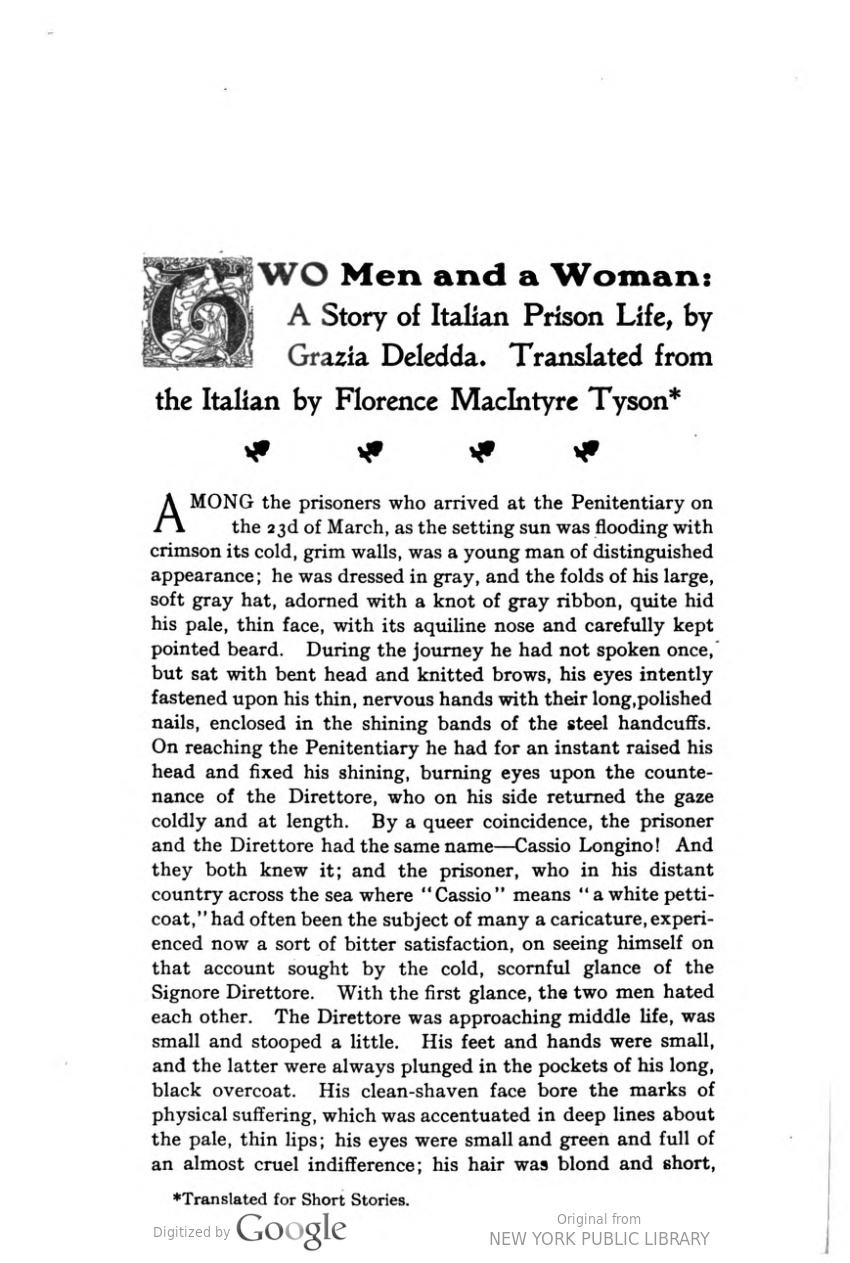 TWO Men and a Woman:
A Story of Italian Prison Life, by
Grazia Deledda. Translated from
the Italian by Florence MacIntyre Tyson*
AMONG the prisoners who arrived at the Penitentiary on
the 23d of March, as the setting sun was flooding with
crimson its cold, grim walls, was a young man of distinguished
appearance; he was dressed in gray, and the folds of his large,
soft gray hat, adorned with a knot of gray ribbon, quite hid
his pale, thin face, with its aquiline nose and carefully kept
pointed beard. During the journey he had not spoken once,
but sat with bent head and knitted brows, his eyes intently
fastened upon his thin, nervous hands with their long,polished
nails, enclosed in the shining bands of the steel handcuffs.
On reaching the Penitentiary he had for an instant raised his
head and fixed his shining, burning eyes upon the counte-
nance of the Direttore, who on his side returned the gaze
coldly and at length. By a queer coincidence, the prisoner
and the Direttore had the same name—Cassio Longino! And
they both knew it; and the prisoner, who in his distant
country across the sea where "Cassio" means "a white petti-
coat," had often been the subject of many a caricature, experi-
enced now a sort of bitter satisfaction, on seeing himself on
that account sought by the cold, scornful glance of the
Signore Direttore. With the first glance, the two men hated
each other. The Direttore was approaching middle life, was
small and stooped a little. His feet and hands were small,
and the latter were always plunged in the pockets of his long,
black overcoat. His clean-shaven face bore the marks of
physical suffering, which was accentuated in deep lines about
the pale, thin lips; his eyes were small and green and full of
an almost cruel indifference; his hair was blond and short,
*Translated for Short Stories.
Digitized by Google
Original from
NEW YORK PUBLIC LIBRARY